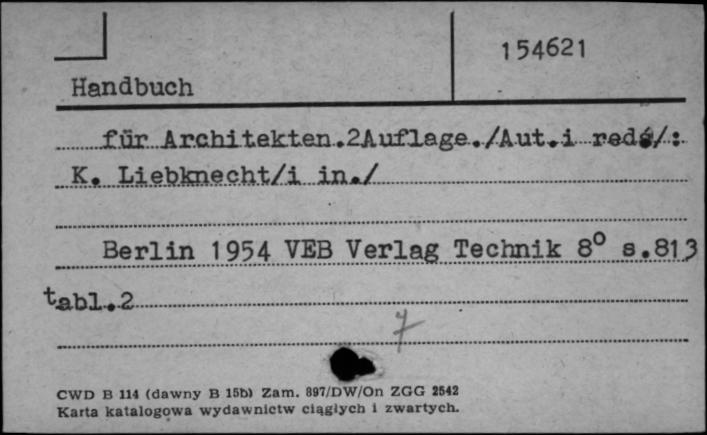 154621
Handbuch
für Architekten.2Auflage./Aut.i red./:
K. Liebknecht/i in./
Berlin 1954 VEB Verlag Technik 8° s.813
tabl.2
7
CWD B 114 (dawny B 15b) Zam. 897/DW/On ZGG 2542
Karta katalogowa wydawnictw ciągłych i zwartych.